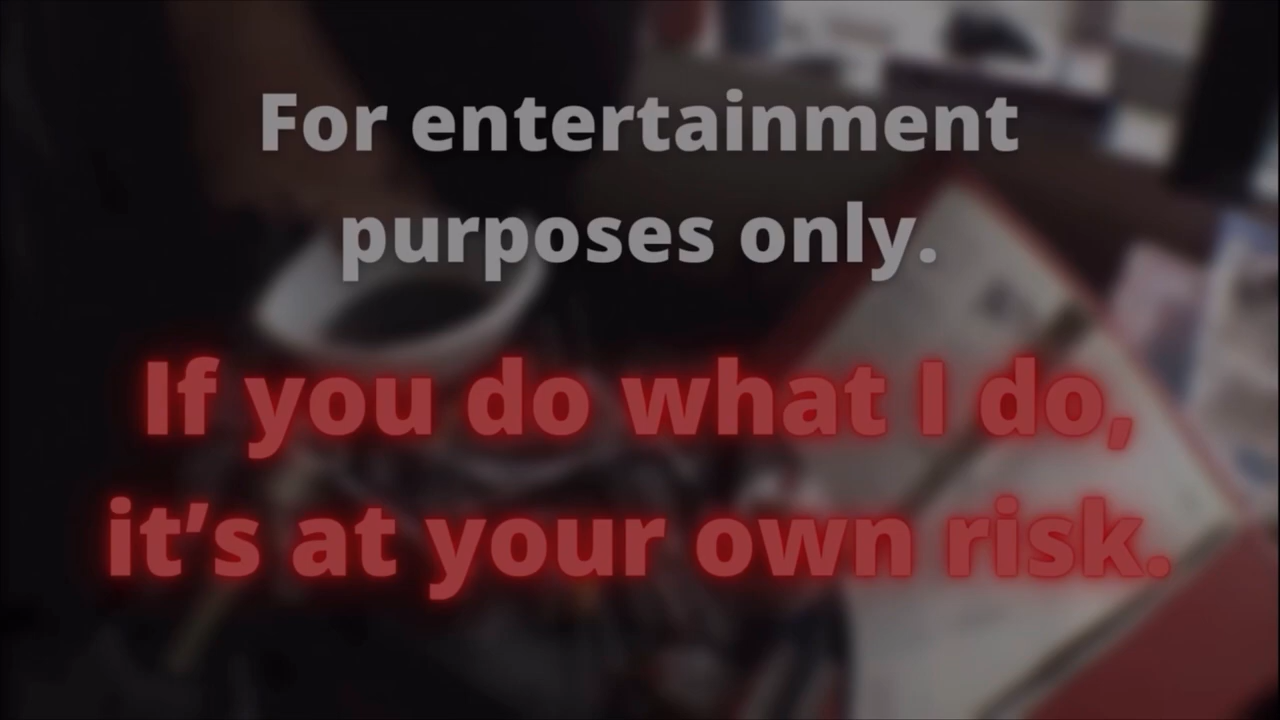 For entertainment
purposes only.
If you do what I do,
it’s at your own risk.